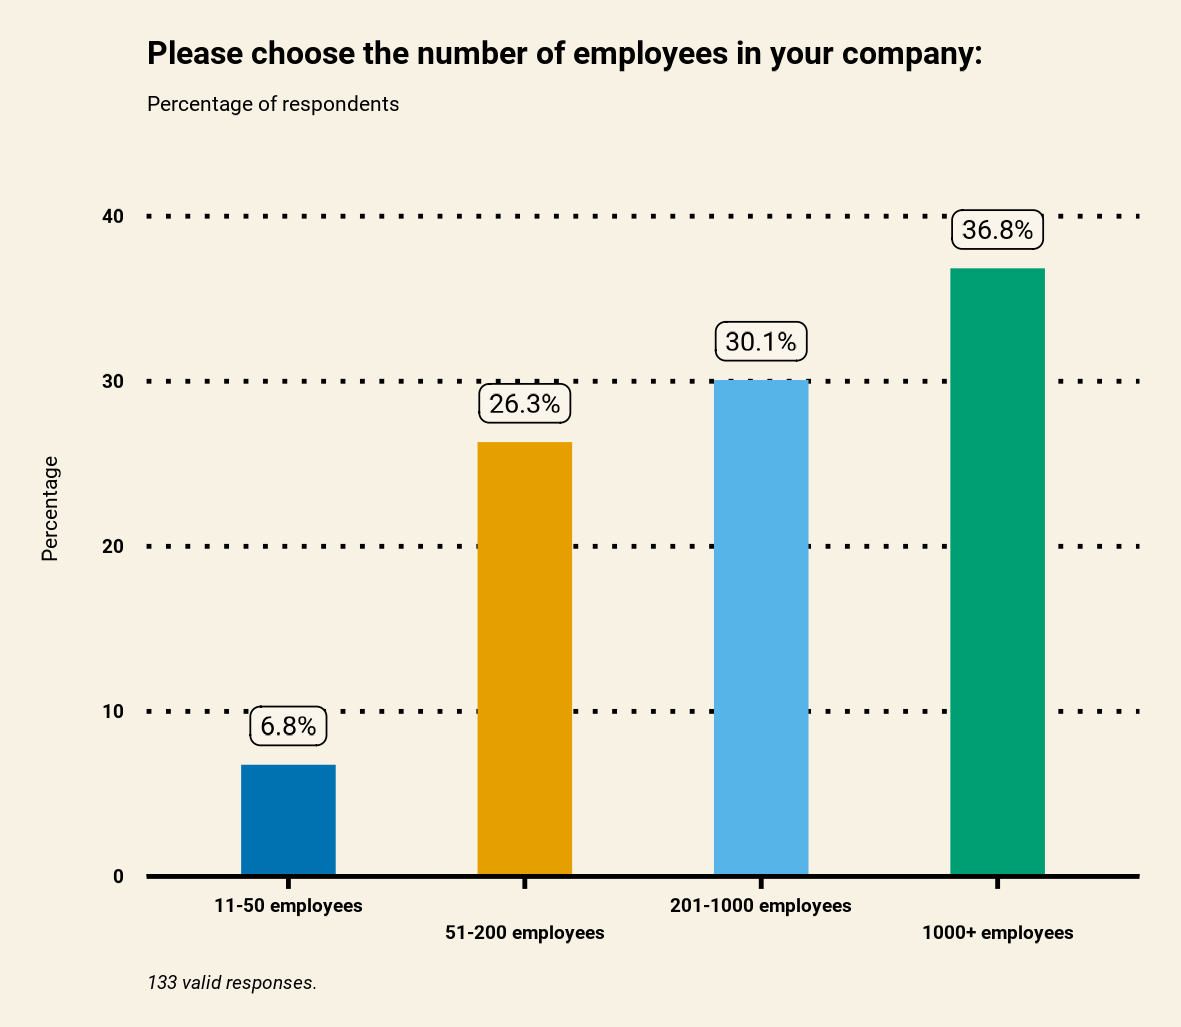 Please choose the number of employees in your company:
Percentage of respondents
40
36.8%
30.1%
30
26.3%
Percentage
20
10
6.8%
0
11-50 employees
201-1000 employees
51-200 employees
1000+ employees
133 valid responses.